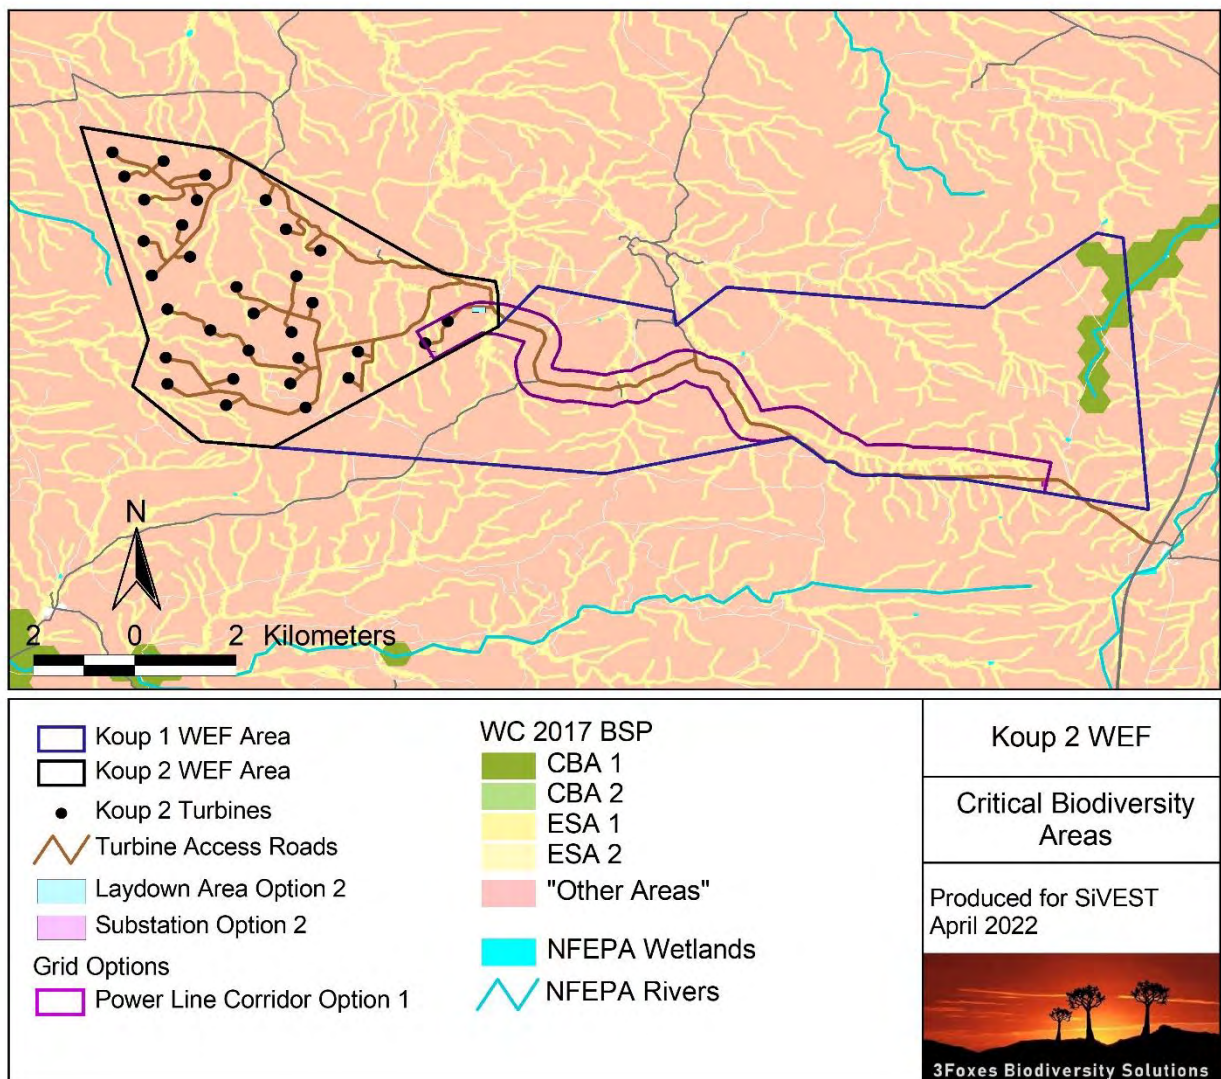 N
2 0 2 Kilometers
Koup 1 WEF Area
Koup 2 WEF Area
Koup 2 Turbines
Turbine Access Roads
Laydown Area Option 2
Substation Option 2
Grid Options
Power Line Corridor Option 1
WC 2017 BSP
CBA 1
CBA 2
ESA 1
ESA 2
"Other Areas"
NFEPA Wetlands
NFEPA Rivers
Koup 2 WEF
Critical Biodiversity
Areas
Produced for SiVEST
April 2022
3Foxes Biodiversity Solutions